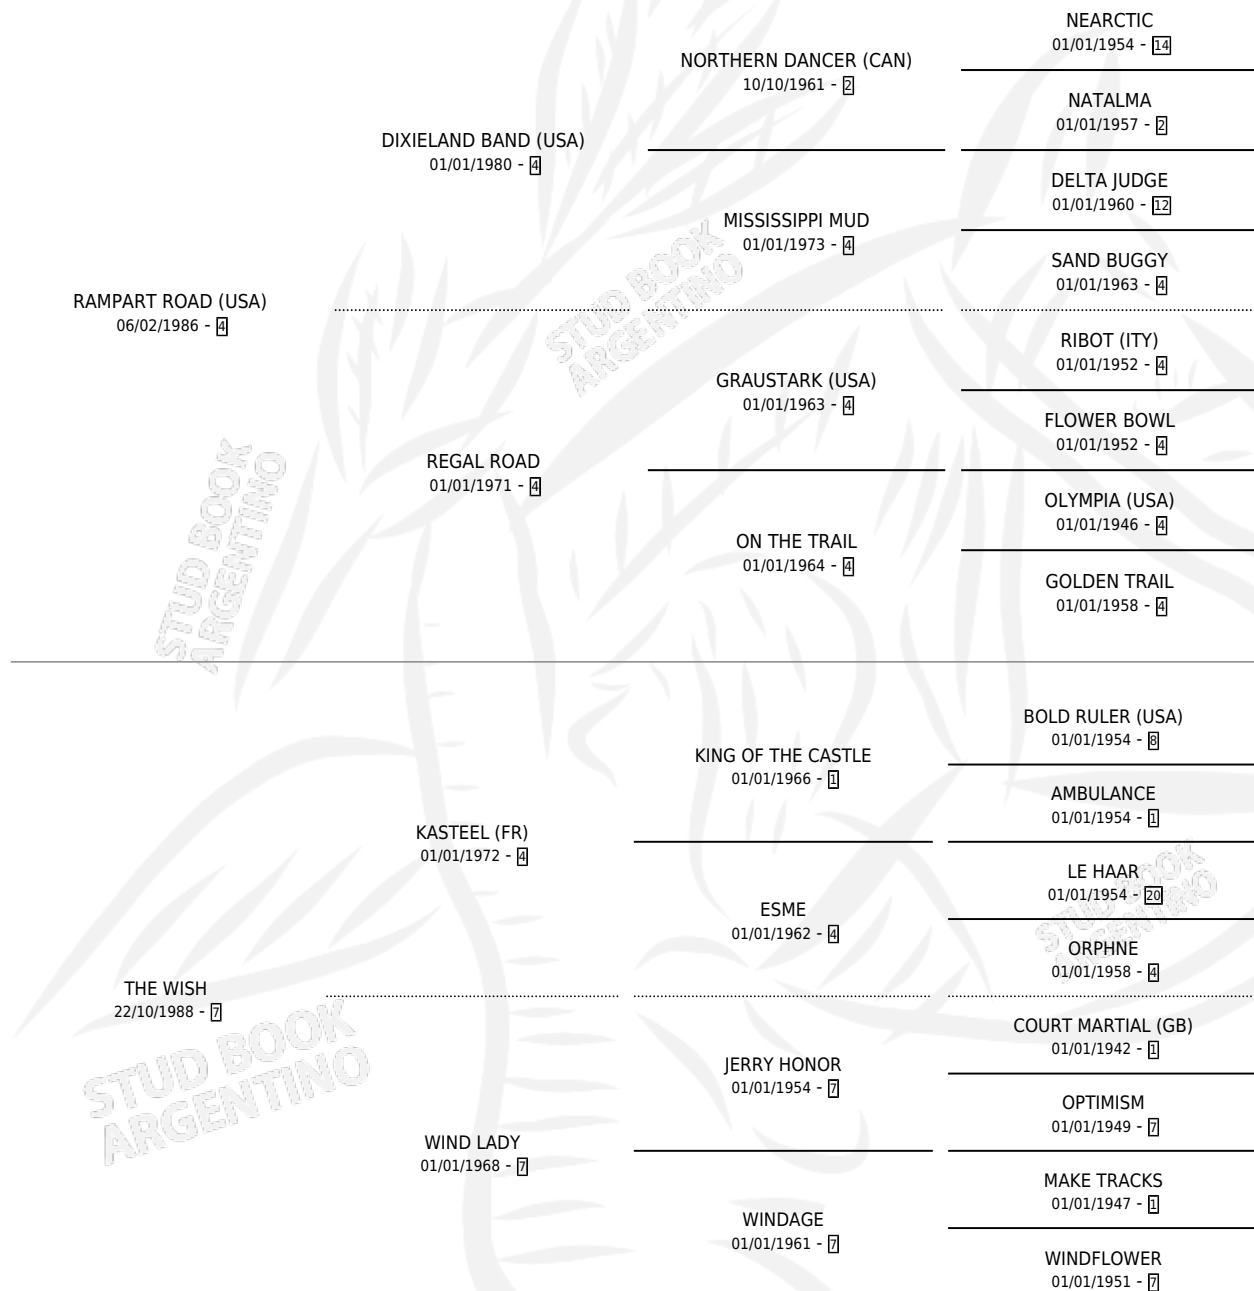 NEARCTIC
01/01/1954 - 14
NORTHERN DANCER (CAN)
10/10/1961 - 2
NATALMA
01/01/1957 - 2
DIXIELAND BAND (USA)
01/01/1980 - 4
DELTA JUDGE
01/01/1960 - 12
MISSISSIPPI MUD
01/01/1973 - 4
SAND BUGGY
01/01/1963 - 4
RAMPART ROAD (USA)
06/02/1986 - 4
STUD BOOK
ARGENTINO
RIBOT (ITY)
01/01/1952 - 4
GRAUSTARK (USA)
01/01/1963 - 4
FLOWER BOWL
01/01/1952 - 4
REGAL ROAD
01/01/1971 - 4
OLYMPIA (USA)
01/01/1946 - 4
ON THE TRAIL
01/01/1964 - 4
GOLDEN TRAIL
01/01/1958 - 4
STUD BOOK
ARGENTINO
BOLD RULER (USA)
01/01/1954 - 8
KING OF THE CASTLE
01/01/1966 - 1
AMBULANCE
01/01/1954 - 1
KASTEEL (FR)
01/01/1972 - 4
LE HAAR
01/01/1954 - 20
ESME
01/01/1962 - 4
ORPHNE
01/01/1958 - 4
STUD BOOK
ARGENTINO
THE WISH
22/10/1988 - 7
STUD BOOK
ARGENTINO
COURT MARTIAL (GB)
01/01/1942 - 1
JERRY HONOR
01/01/1954 - 7
OPTIMISM
01/01/1949 - 7
WIND LADY
01/01/1968 - 7
MAKE TRACKS
01/01/1947 - 1
WINDAGE
01/01/1961 - 7
WINDFLOWER
01/01/1951 - 7